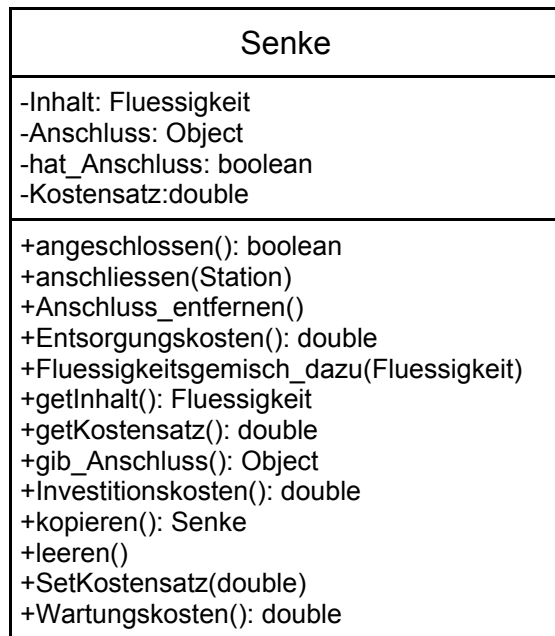 Senke
-Inhalt: Fluessigkeit
-Anschluss: Object
-hat_Anschluss: boolean
-Kostensatz:double
+angeschlossen(): boolean
+anschliessen(Station)
+Anschluss_entfernen()
+Entsorgungskosten(): double
+Fluessigkeitsgemisch_dazu(Fluessigkeit)
+getInhalt(): Fluessigkeit
+getKostensatz(): double
+gib_Anschluss(): Object
+Investitionskosten(): double
+kopieren(): Senke
+leeren()
+SetKostensatz(double)
+Wartungskosten(): double